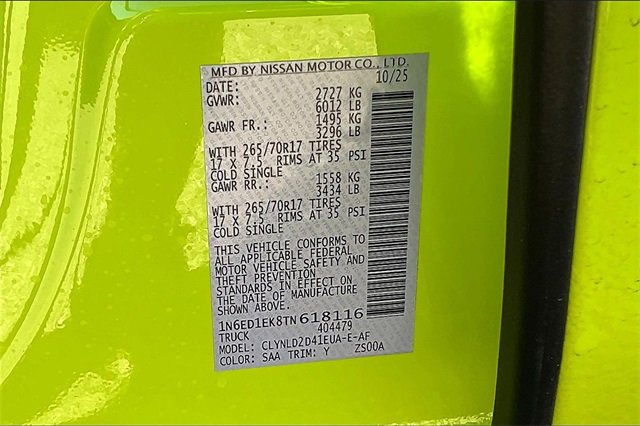 MFD BY NISSAN MOTOR CO., LTD.
DATE: 10/25
GVWR: 2727 KG
6012 LB
GAWR FR.: 1495 KG
3296 LB
WITH 265/70R17 TIRES
17 X 7.5 RIMS AT 35 PSI
COLD SINGLE
GAWR RR.: 1558 KG
3434 LB
WITH 265/70R17 TIRES
17 X 7.5 RIMS AT 35 PSI
COLD SINGLE
THIS VEHICLE CONFORMS TO
ALL APPLICABLE FEDERAL
MOTOR VEHICLE SAFETY AND
THEFT PREVENTION
STANDARDS IN EFFECT ON
THE DATE OF MANUFACTURE
SHOWN ABOVE.
1N6ED1EK8TN618116
TRUCK 404479
MODEL: CLYNLD2D41EUA-E-AF
COLOR: SAA TRIM: Y ZS00A